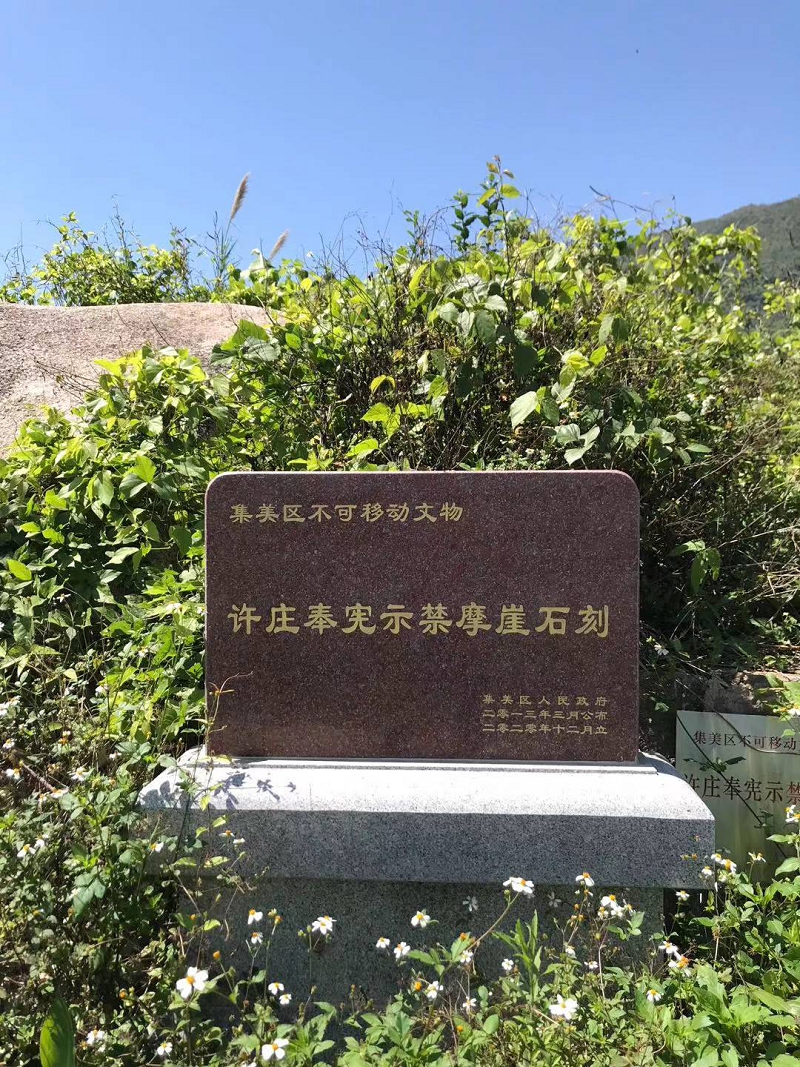 集美区不可移动文物
许庄奉宪示禁摩崖石刻
集美区人民政府
二零一三年三月公布
二零二零年十二月立
集美区不可移动
许庄奉宪示禁